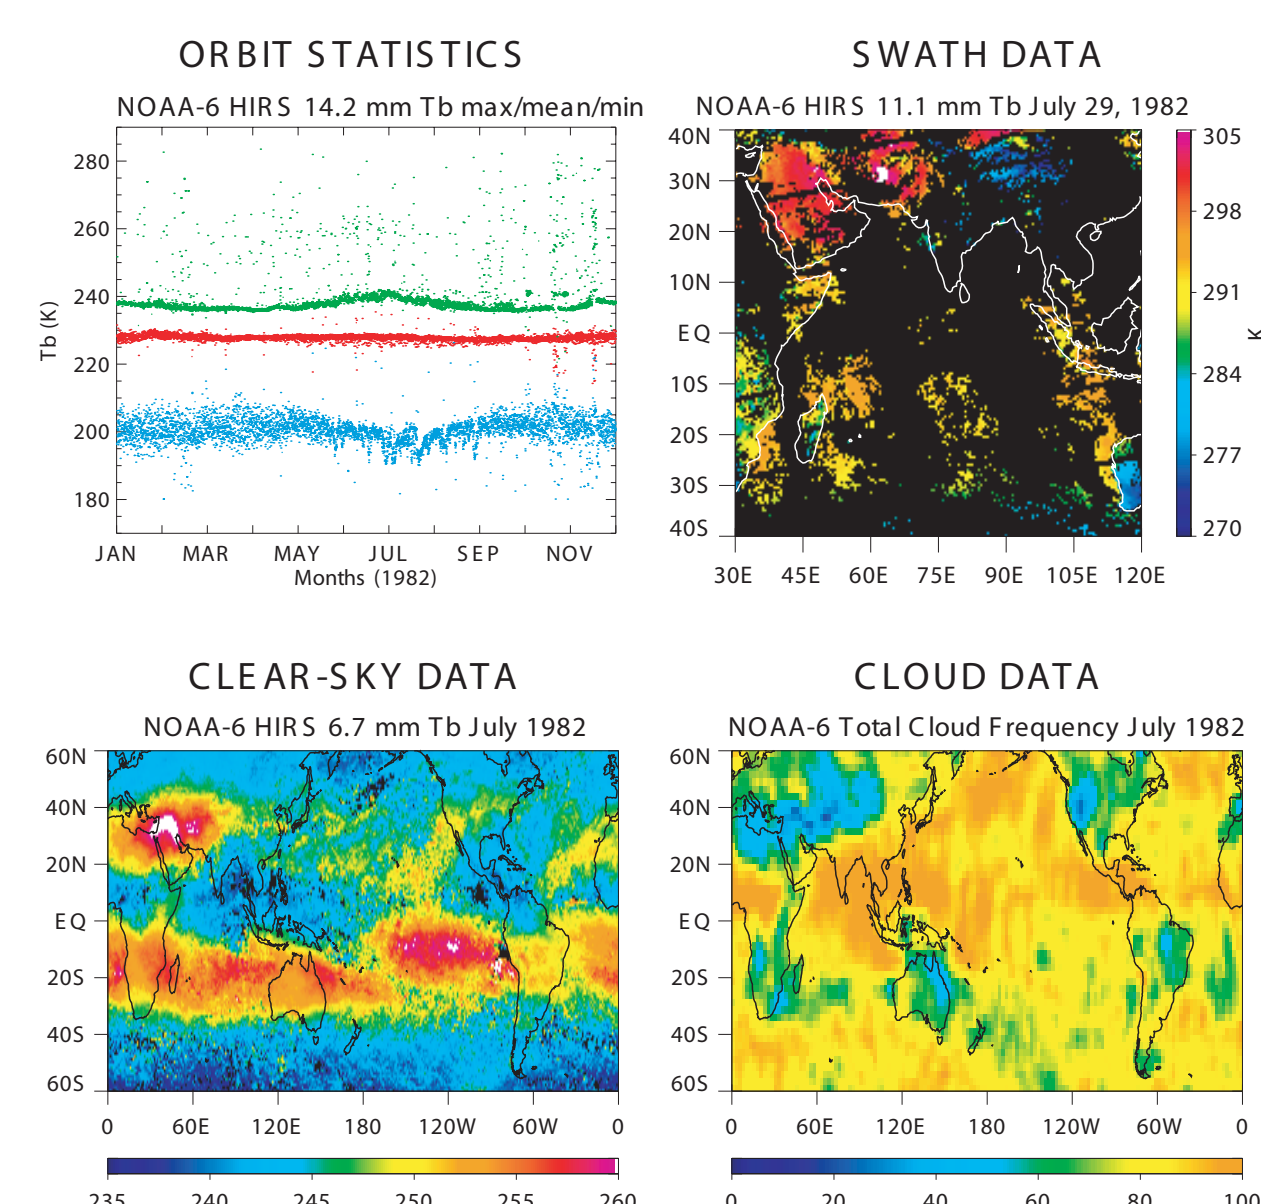 ORBIT STATISTICS
NOAA-6 HIRS 14.2 mm Tb max/mean/min
280
260
240
220
200
180
Tb (K)
JAN MAR MAY JUL SEP NOV
Months (1982)
SWATH DATA
NOAA-6 HIRS 11.1 mm Tb July 29, 1982
40N
30N
20N
10N
EQ
10S
20S
30S
40S
30E 45E 60E 75E 90E 105E 120E
305
298
291
284
277
270
K
CLEAR-SKY DATA
NOAA-6 HIRS 6.7 mm Tb July 1982
60N
40N
20N
EQ
20S
40S
60S
0 60E 120E 180 120W 60W 0
235 240 245 250 255 260
CLOUD DATA
NOAA-6 Total Cloud Frequency July 1982
60N
40N
20N
EQ
20S
40S
60S
0 60E 120E 180 120W 60W 0
0 20 40 60 80 100